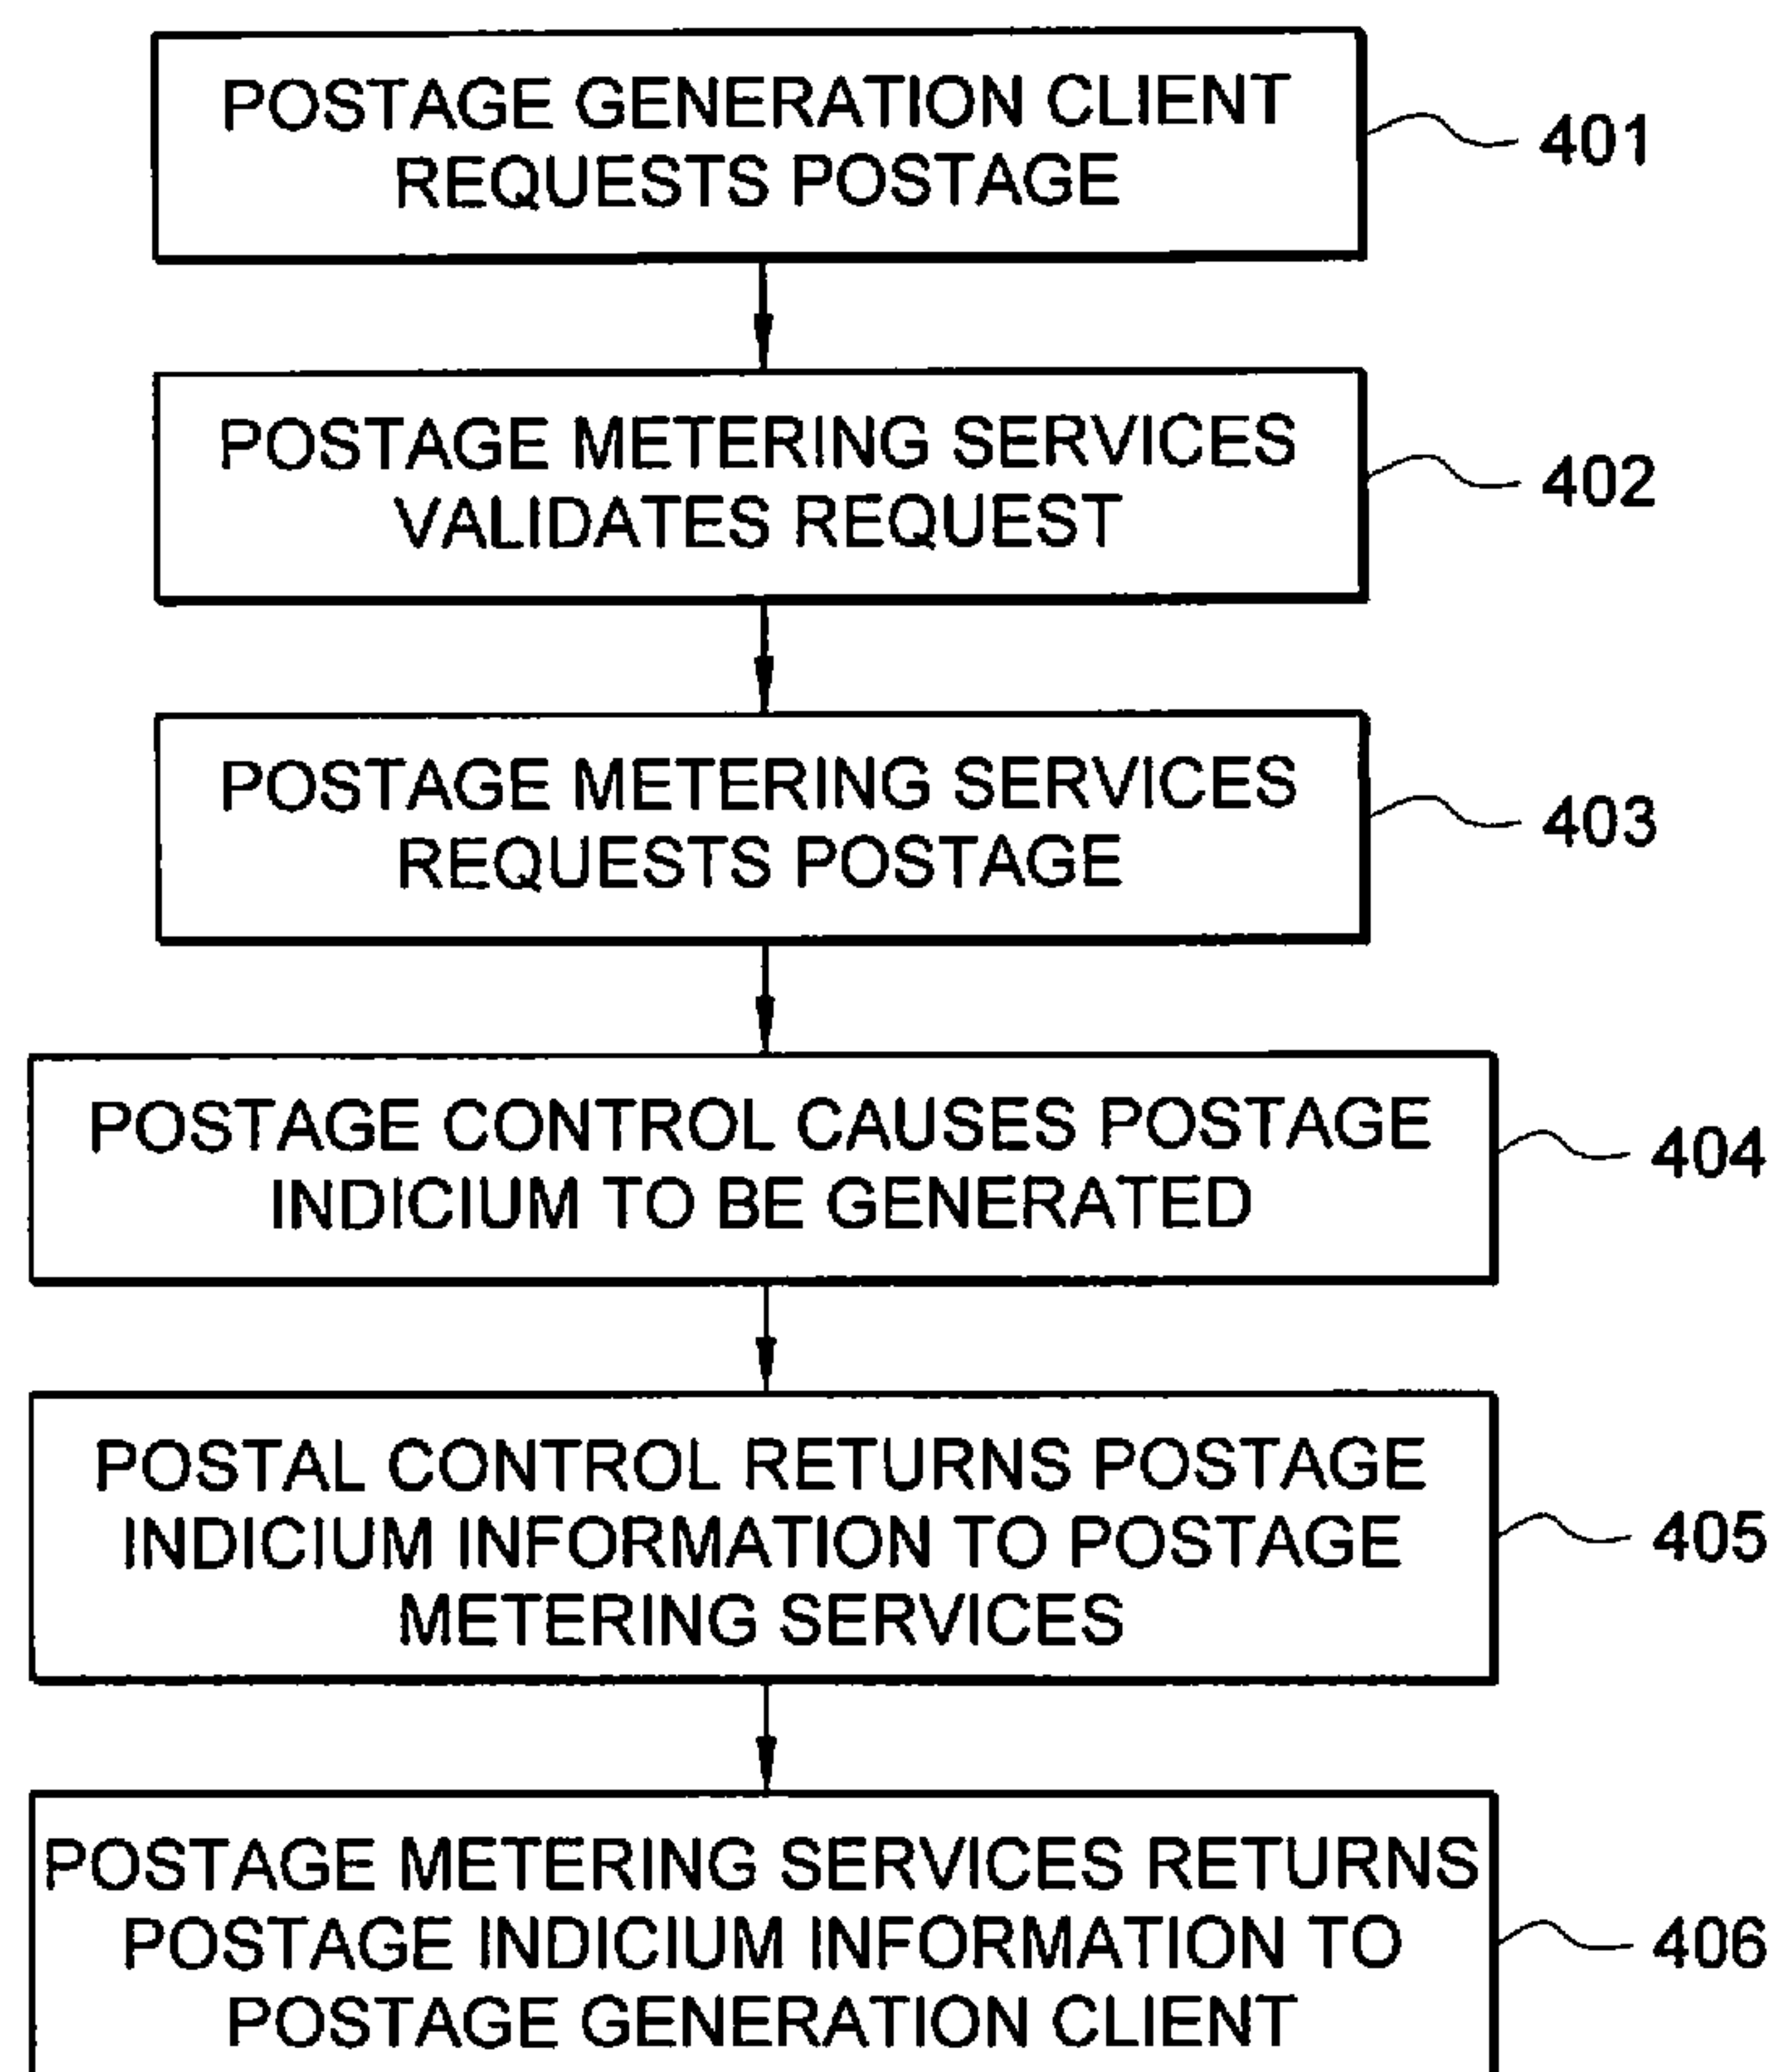 POSTAGE GENERATION CLIENT
REQUESTS POSTAGE
401
POSTAGE METERING SERVICES
VALIDATES REQUEST
402
POSTAGE METERING SERVICES
REQUESTS POSTAGE
403
POSTAGE CONTROL CAUSES POSTAGE
INDICIUM TO BE GENERATED
404
POSTAL CONTROL RETURNS POSTAGE
INDICIUM INFORMATION TO POSTAGE
METERING SERVICES
405
POSTAGE METERING SERVICES RETURNS
POSTAGE INDICIUM INFORMATION TO
POSTAGE GENERATION CLIENT
406